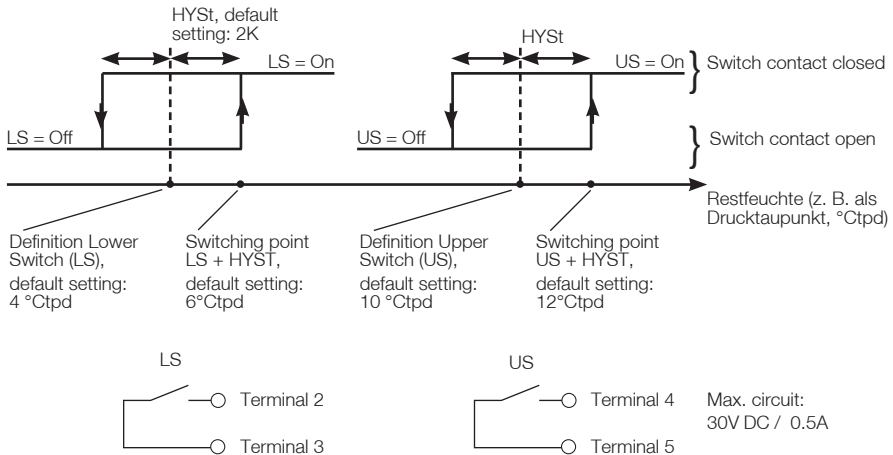 HYSt, default
setting: 2K
HYSt
LS = On
US = On
Switch contact closed
LS = Off
US = Off
Switch contact open
Restfeuchte (z. B. als
Drucktaupunkt, °Ctpd)
Definition Lower
Switch (LS),
default setting:
4 °Ctpd
Switching point
LS + HYST,
default setting:
6°Ctpd
Definition Upper
Switch (US),
default setting:
10 °Ctpd
Switching point
US + HYST,
default setting:
12°Ctpd
LS
Terminal 2
Terminal 3
US
Terminal 4
Terminal 5
Max. circuit:
30V DC / 0.5A